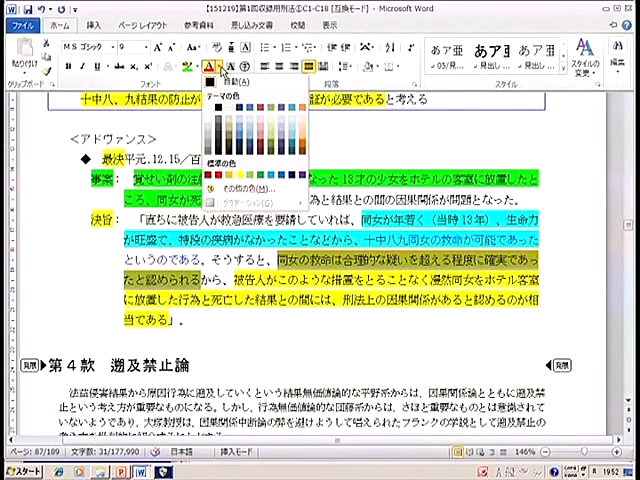 [151219]第1回収録用刑法①C1-C18 [互換モード] - Microsoft Word
ファイル ホーム 挿入 ページ レイアウト 参考資料 差し込み文書 校閲 表示
貼り付け
MS ゴシック 9
クリップボード フォント 段落 スタイル
スタイルの変更
編集
自動(A)
テーマの色
標準の色
その他の色(M)...
グラデーション(G)
十中八、九結果の防止が
証が必要であると考える
<アドヴァンス>
◆ 最決平元.12.15/百
事案: 覚せい剤の注
なった 13 才の少女をホテルの客室に放置したと
ころ、同女が死
為と結果との間の因果関係が問題となった。
決旨: 「直ちに被告人が救急医療を要請していれば、同女が年若く(当時 13 年)、生命力
が旺盛で、特段の疾病がなかったことなどから、十中八九同女の救命が可能であった
というのである。そうすると、同女の救命は合理的な疑いを超える程度に確実であっ
たと認められるから、被告人がこのような措置をとることなく漫然同女をホテル客室
に放置した行為と死亡した結果との間には、刑法上の因果関係があると認めるのが相
当である」。
発展 第4款 遡及禁止論 発展
法益侵害結果から原因行為に遡及していくという結果無価値論的な平野系からは、因果関係論とともに遡及禁
止という考え方が重要なものになる。しかし、行為無価値論的な団藤系からは、さほど重要なものとは意識されて
いないようであり、大塚教授は、因果関係中断論の弊を避けようして唱えられたフランクの学説として遡及禁止の
ページ: 87/189 文字数: 31/177,990 日本語 挿入モード 146%
スタート 1952